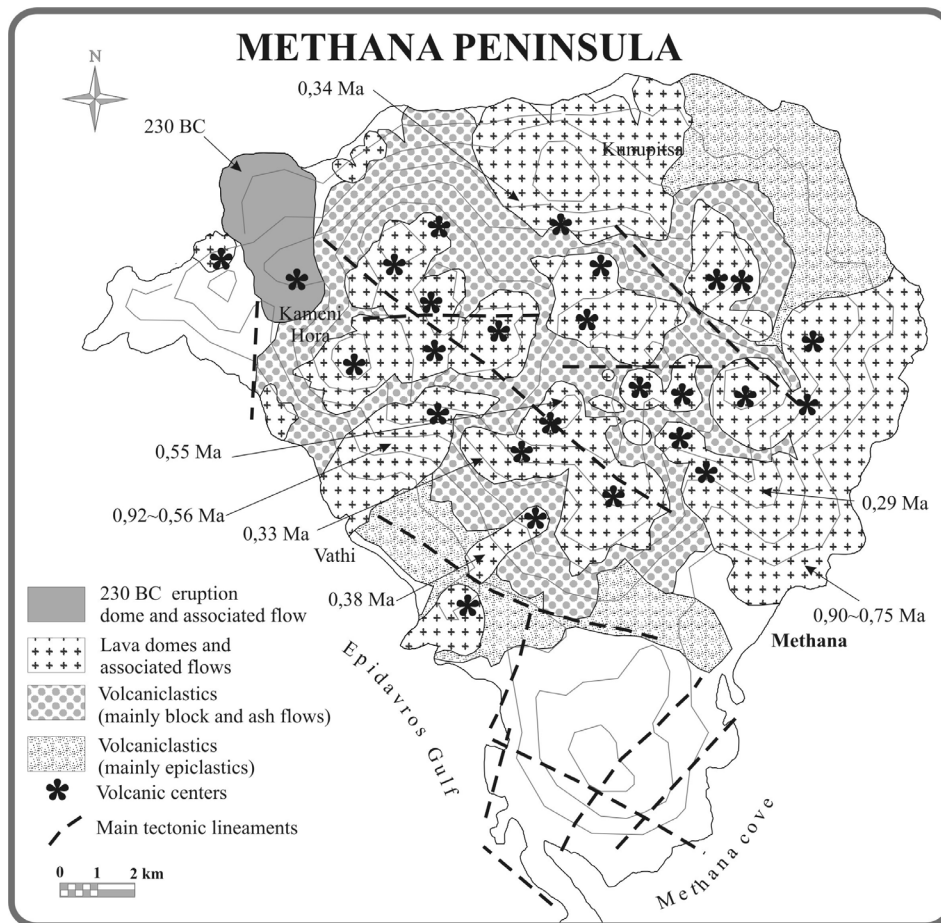 METHANA PENINSULA
N
0,34 Ma
230 BC
Kunupitsa
Kameni
Hora
0,55 Ma
0,92~0,56 Ma
0,33 Ma
Vathi
0,29 Ma
0,38 Ma
0,90~0,75 Ma
Methana
Epidavros Gulf
Methana cove
230 BC eruption
dome and associated flow
Lava domes and
associated flows
Volcaniclastics
(mainly block and ash flows)
Volcaniclastics
(mainly epiclastics)
Volcanic centers
Main tectonic lineaments
0 1 2 km